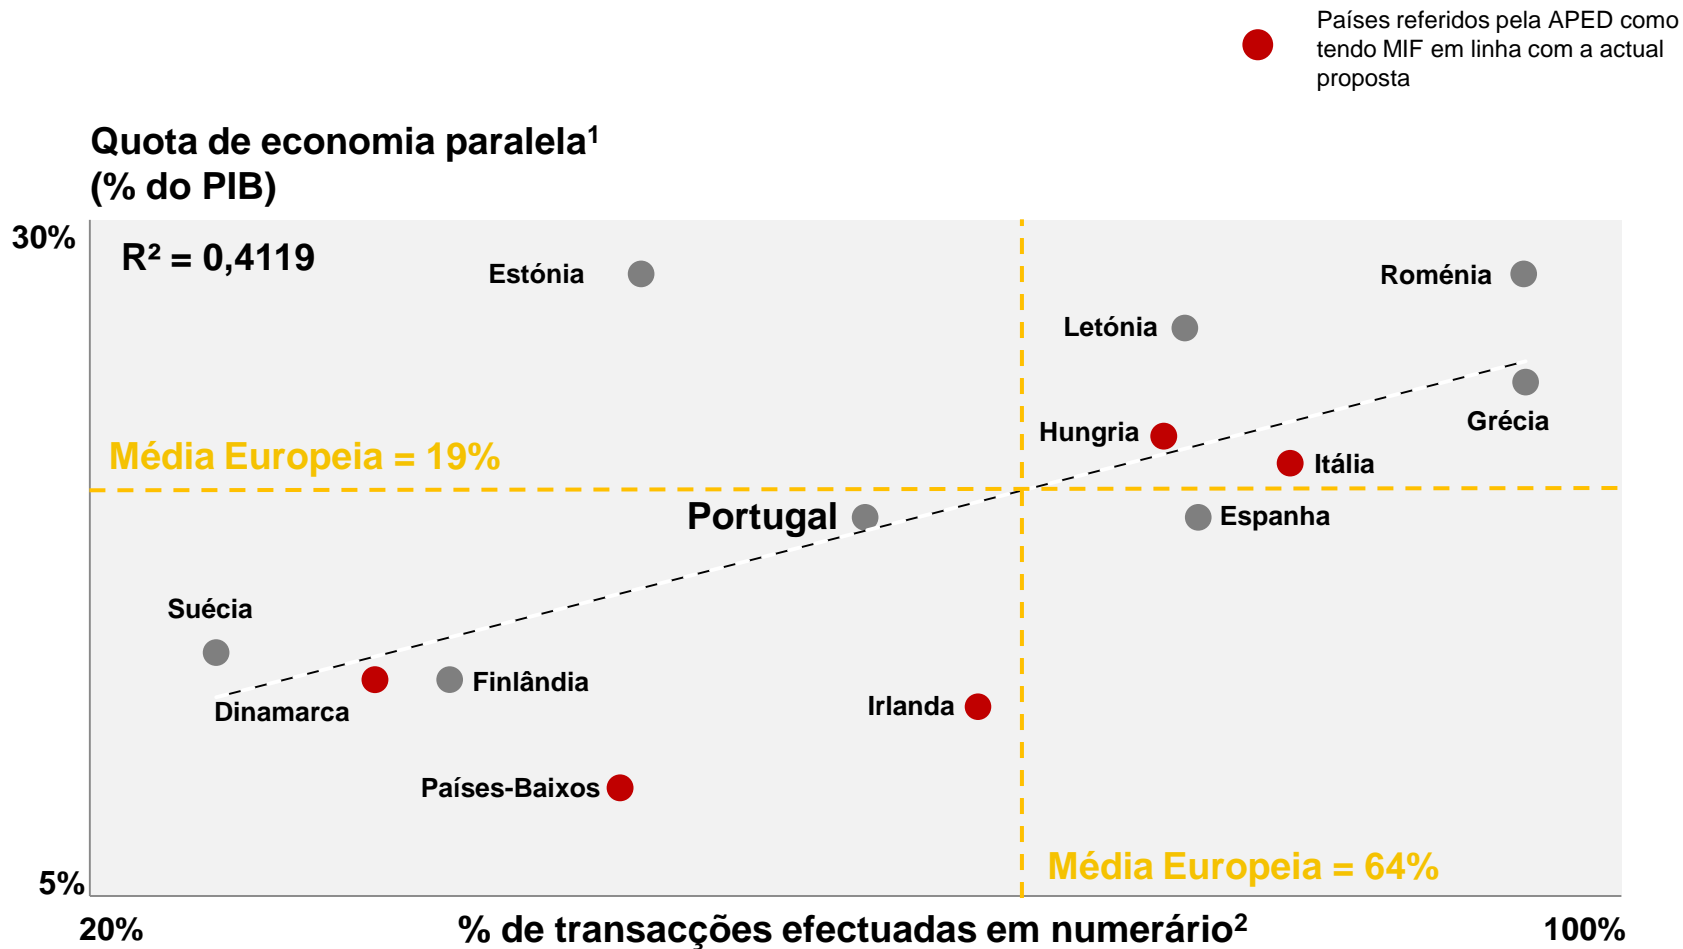 Países referidos pela APED como
tendo MIF em linha com a actual
proposta
Quota de economia paralela¹
(% do PIB)
30%
R² = 0,4119
Estónia
Roménia
Letónia
Grécia
Hungria
Média Europeia = 19%
Itália
Portugal
Espanha
Suécia
Finlândia
Dinamarca
Irlanda
Países-Baixos
Média Europeia = 64%
5%
20%
% de transacções efectuadas em numerário²
100%